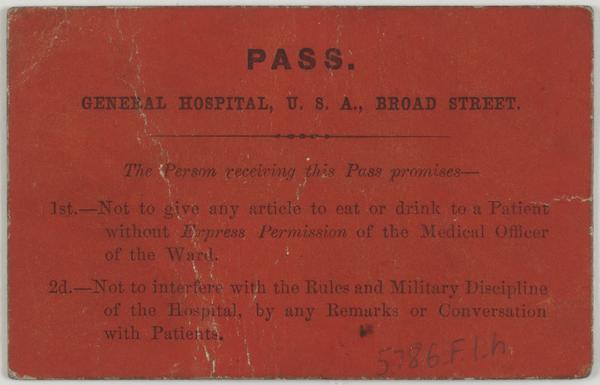 PASS.
GENERAL HOSPITAL, U. S. A., BROAD STREET.
The Person receiving this Pass promises—
1st.—Not to give any article to eat or drink to a Patient
without Express Permission of the Medical Officer
of the Ward.
2d.—Not to interfere with the Rules and Military Discipline
of the Hospital, by any Remarks or Conversation
with Patients.
5786.F.1.h